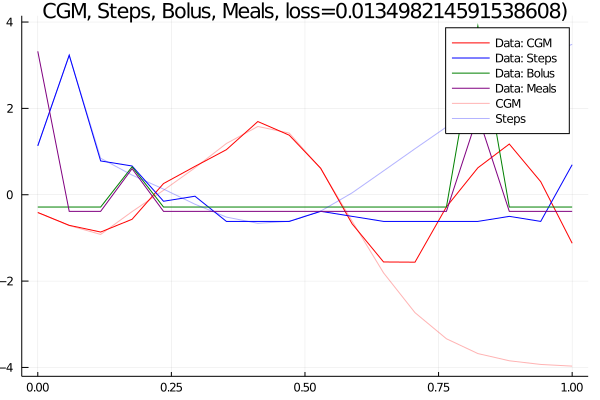 CGM, Steps, Bolus, Meals, loss=0.013498214591538608)
4
2
0
−2
−4
Data: CGM
Data: Steps
Data: Bolus
Data: Meals
CGM
Steps
0.00 0.25 0.50 0.75 1.00